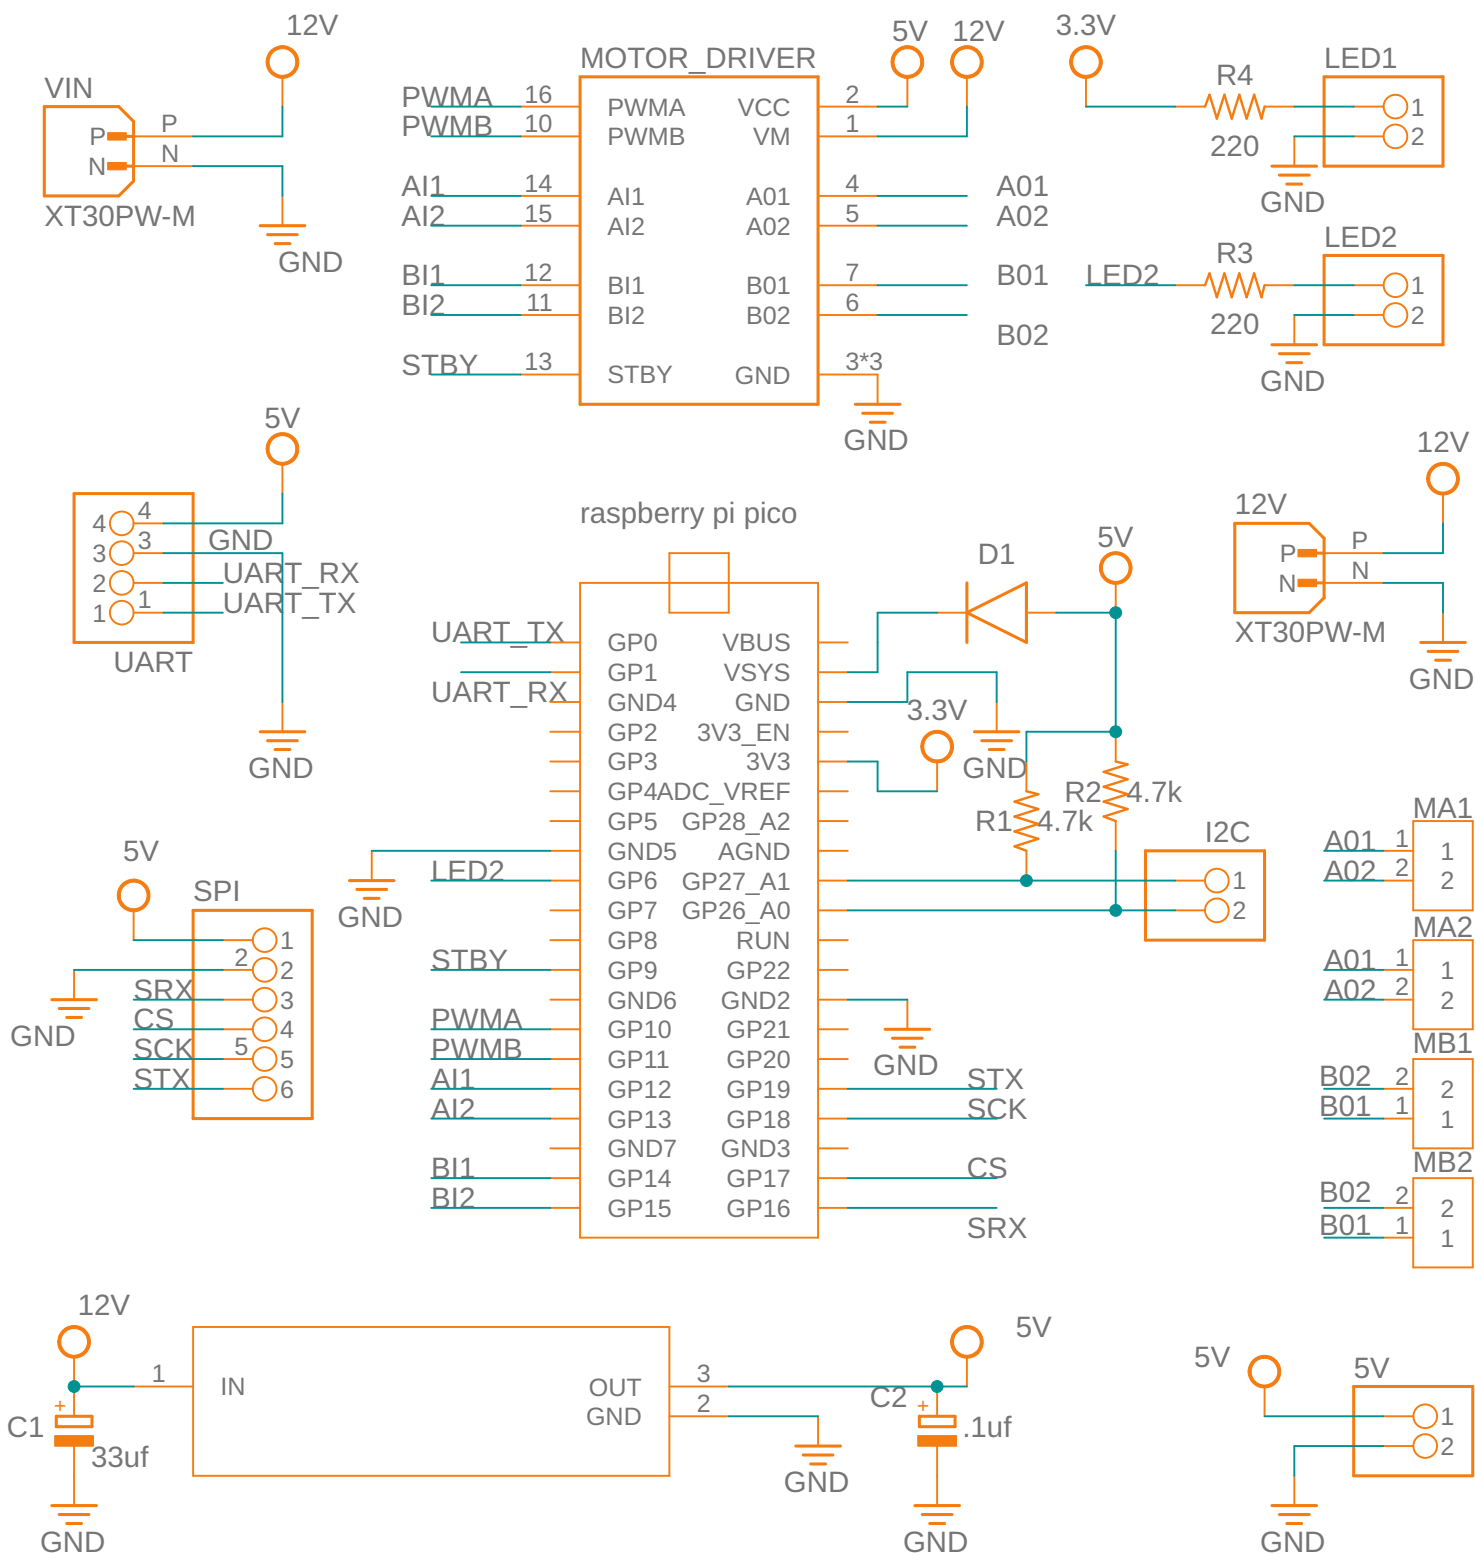 12V
VIN
P
P
N
N
XT30PW-M
GND
MOTOR_DRIVER
5V
12V
PWMA
16
PWMA
VCC
2
PWMB
10
PWMB
VM
1
AI1
14
AI1
A01
4
A01
AI2
15
AI2
A02
5
A02
BI1
12
BI1
B01
7
B01
BI2
11
BI2
B02
6
B02
STBY
13
STBY
GND
3*3
GND
3.3V
R4
220
LED1
1
2
GND
LED2
R3
220
LED2
1
2
GND
5V
4
4
3
3
GND
2
UART_RX
1
1
UART_TX
UART
GND
raspberry pi pico
UART_TX
GP0
VBUS
GP1
VSYS
UART_RX
GND4
GND
GP2
3V3_EN
GP3
3V3
GP4
ADC_VREF
GP5
GP28_A2
GND5
AGND
LED2
GP6
GP27_A1
GP7
GP26_A0
GP8
RUN
STBY
GP9
GP22
GND6
GND2
PWMA
GP10
GP21
PWMB
GP11
GP20
AI1
GP12
GP19
STX
AI2
GP13
GP18
SCK
GND7
GND3
BI1
GP14
GP17
CS
BI2
GP15
GP16
SRX
GND
GND
D1
5V
3.3V
GND
R1
4.7k
R2
4.7k
I2C
1
2
12V
12V
P
P
N
N
XT30PW-M
GND
5V
SPI
1
2
2
GND
SRX
3
CS
4
SCK
5
5
STX
6
MA1
A01
1
1
A02
2
2
MA2
A01
1
1
A02
2
2
MB1
B02
2
2
B01
1
1
MB2
B02
2
2
B01
1
1
12V
1
IN
OUT
3
GND
2
+
C1
33uf
GND
GND
5V
C2
+
.1uf
GND
5V
5V
1
2
GND